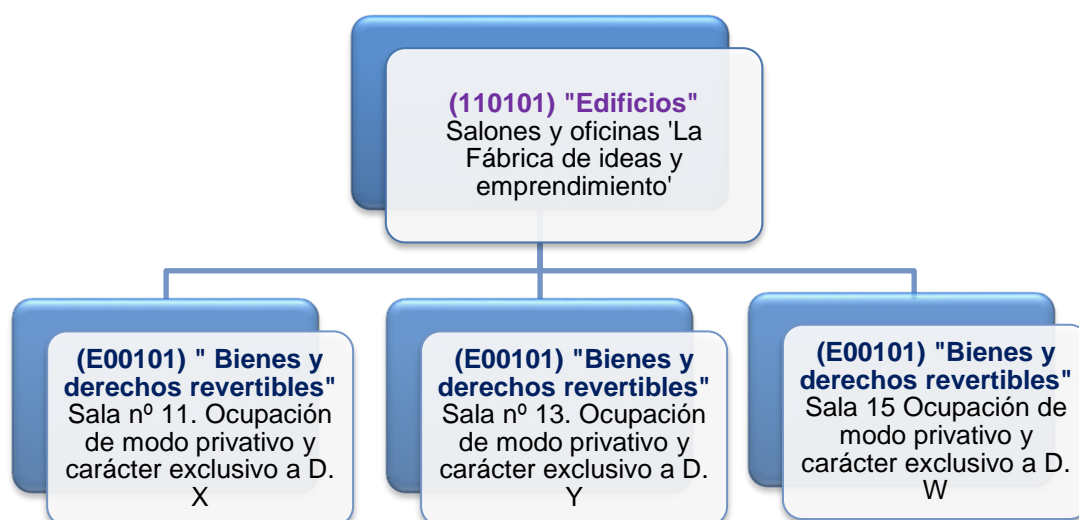 (110101) "Edificios"
Salones y oficinas 'La
Fábrica de ideas y
emprendimiento'
(E00101) " Bienes y
derechos revertibles"
Sala nº 11. Ocupación
de modo privativo y
carácter exclusivo a D.
X
(E00101) "Bienes y
derechos revertibles"
Sala nº 13. Ocupación
de modo privativo y
carácter exclusivo a D.
Y
(E00101) "Bienes y
derechos revertibles"
Sala 15 Ocupación de
modo privativo y
carácter exclusivo a D.
W